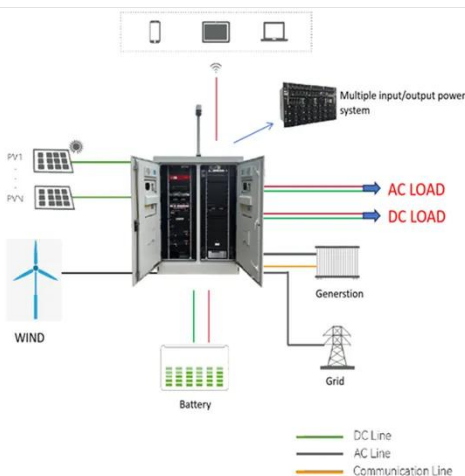 Multiple input/output power
system
PV1
PVN
AC LOAD
DC LOAD
WIND
Generstion
Grid
Battery
DC Line
AC Line
Communication Line